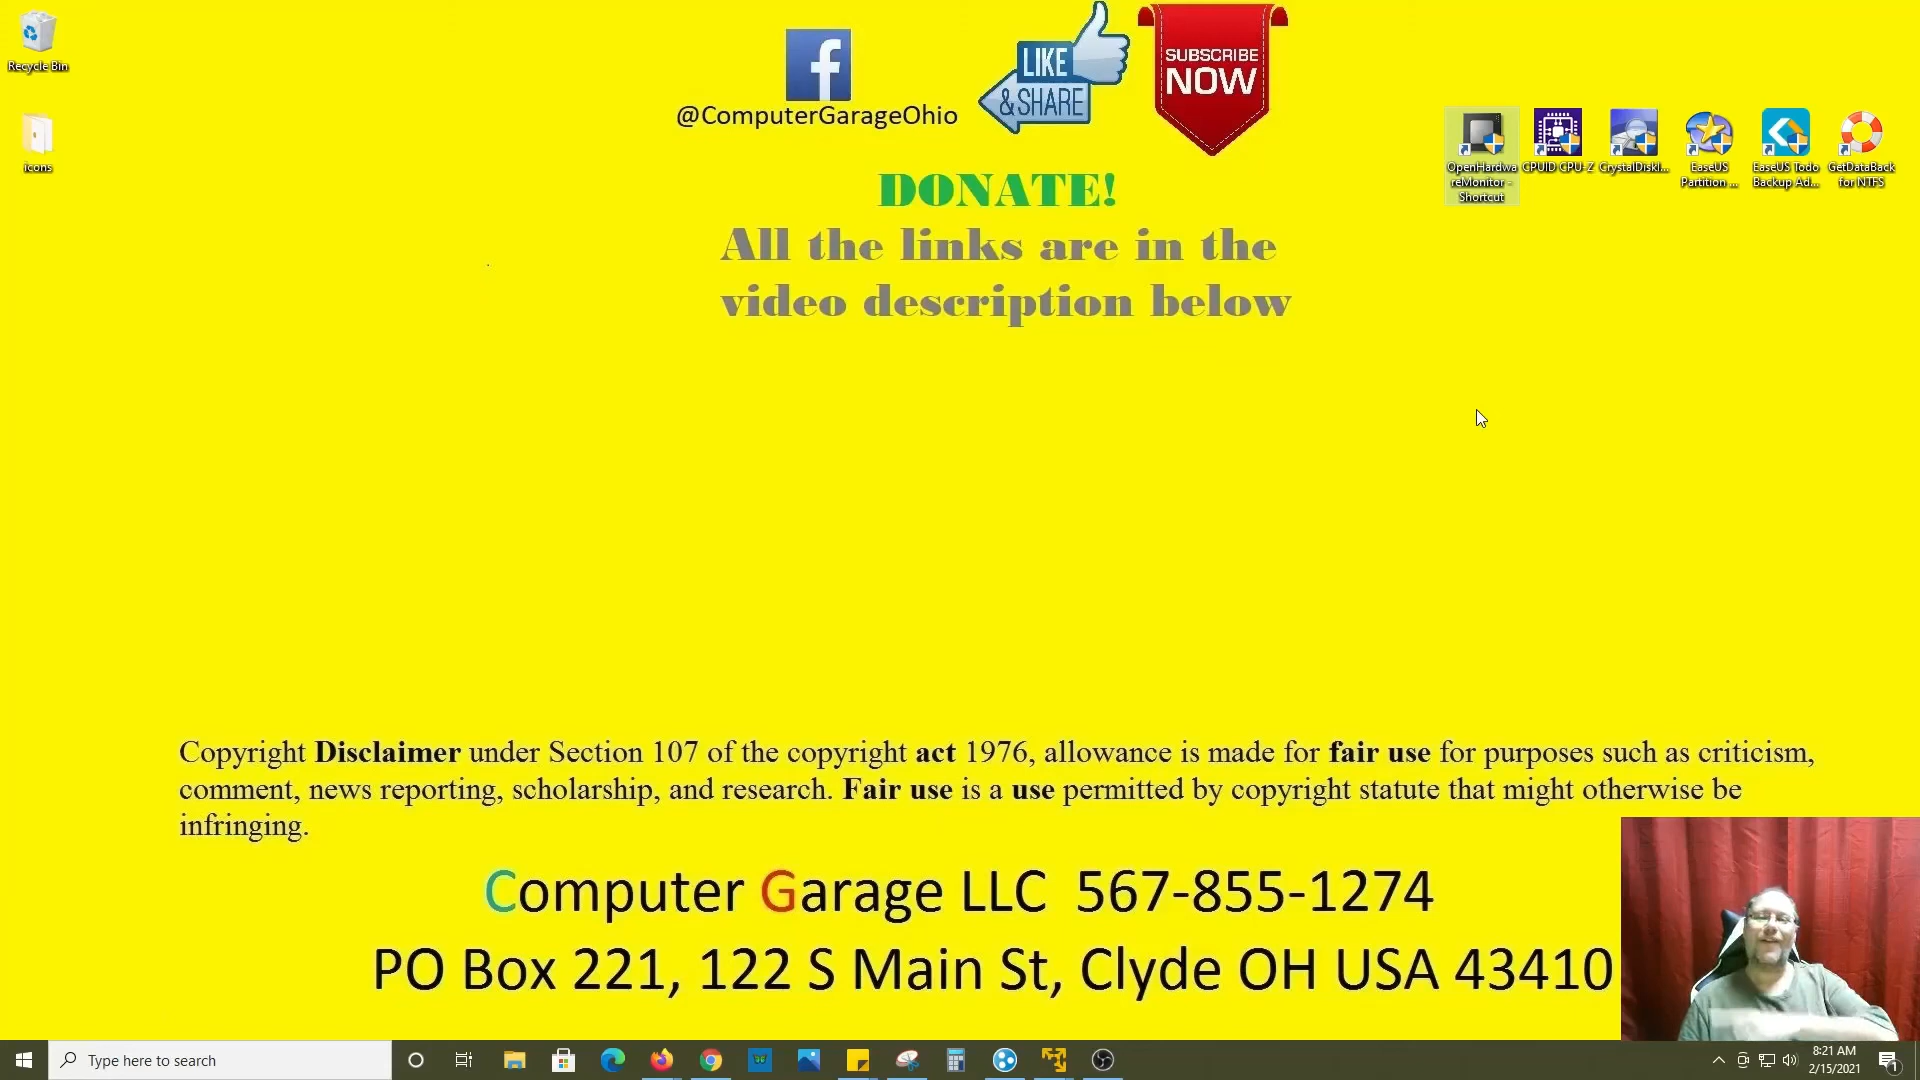 Recycle Bin
icons
@ComputerGarageOhio
LIKE
& SHARE
SUBSCRIBE
NOW
OpenHardwa
reMonitor -
Shortcut
CPUID CPU-Z
CrystalDiskI...
EaseUS
Partition ...
EaseUS Todo
Backup Ad...
GetDataBack
for NTFS
DONATE!
All the links are in the
video description below
Copyright Disclaimer under Section 107 of the copyright act 1976, allowance is made for fair use for purposes such as criticism,
comment, news reporting, scholarship, and research. Fair use is a use permitted by copyright statute that might otherwise be
infringing.
Computer Garage LLC 567-855-1274
PO Box 221, 122 S Main St, Clyde OH USA 43410
Type here to search
8:21 AM
2/15/2021
1